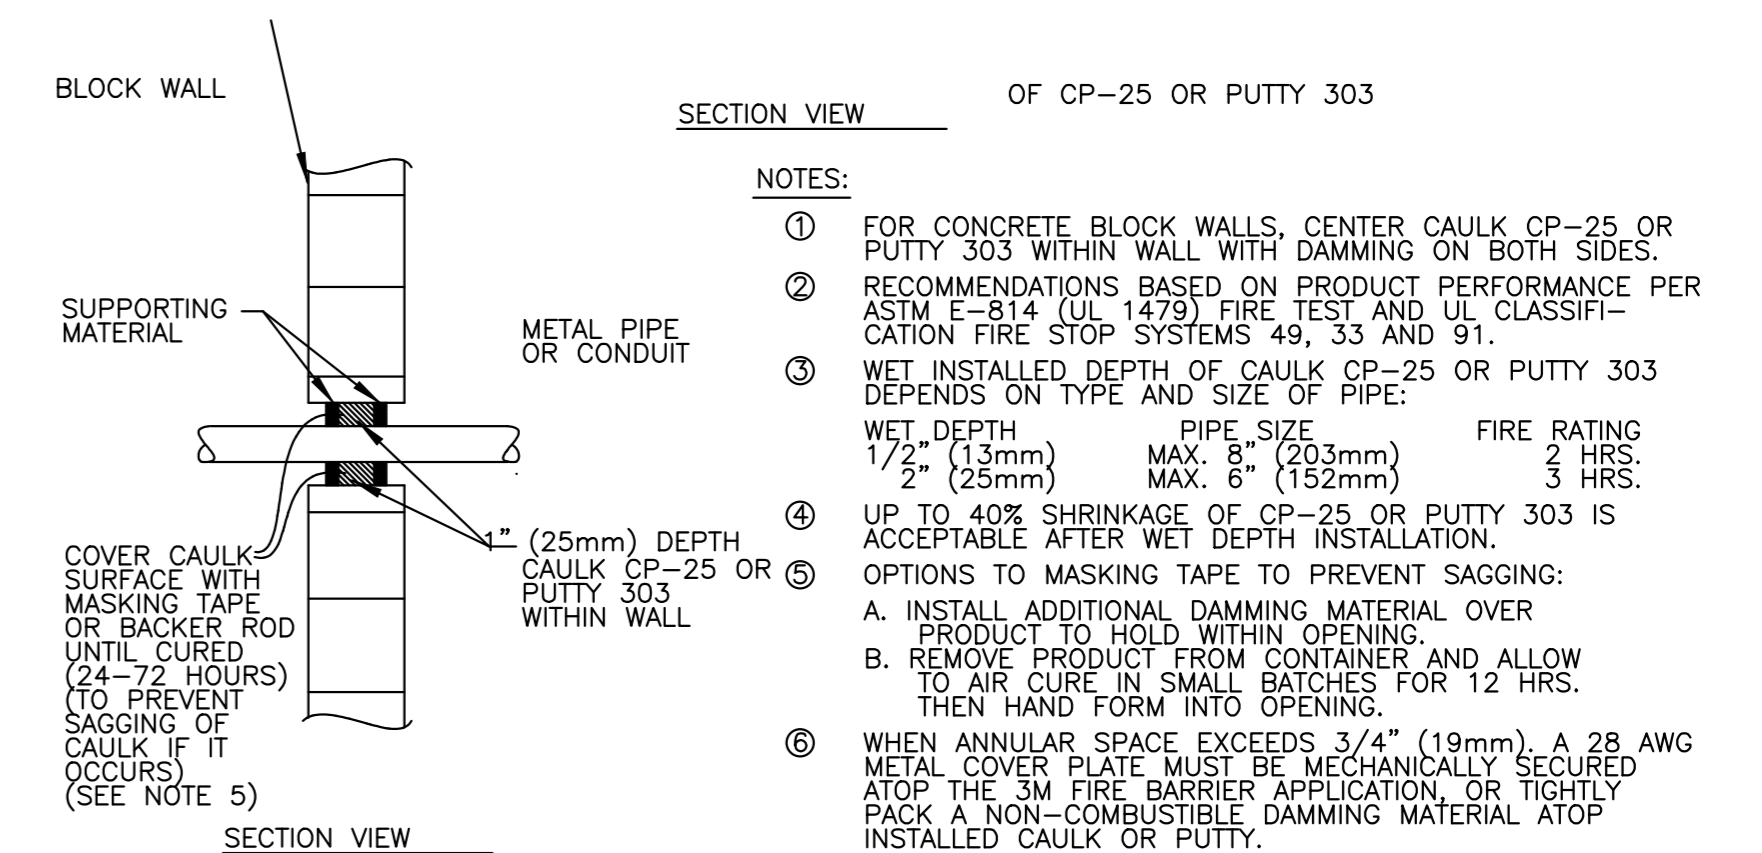 BLOCK WALL
SUPPORTING
MATERIAL
METAL PIPE
OR CONDUIT
1" (25mm) DEPTH
CAULK CP-25 OR
PUTTY 303
WITHIN WALL
COVER CAULK
SURFACE WITH
MASKING TAPE
OR BACKER ROD
UNTIL CURED
(24-72 HOURS)
(TO PREVENT
SAGGING OF
CAULK IF IT
OCCURS)
(SEE NOTE 5)
SECTION VIEW
SECTION VIEW
OF CP-25 OR PUTTY 303
NOTES:
① FOR CONCRETE BLOCK WALLS, CENTER CAULK CP-25 OR
PUTTY 303 WITHIN WALL WITH DAMMING ON BOTH SIDES.
② RECOMMENDATIONS BASED ON PRODUCT PERFORMANCE PER
ASTM E-814 (UL 1479) FIRE TEST AND UL CLASSIFI-
CATION FIRE STOP SYSTEMS 49, 33 AND 91.
③ WET INSTALLED DEPTH OF CAULK CP-25 OR PUTTY 303
DEPENDS ON TYPE AND SIZE OF PIPE:
WET DEPTH PIPE SIZE FIRE RATING
1/2" (13mm) MAX. 8" (203mm) 2 HRS.
2" (25mm) MAX. 6" (152mm) 3 HRS.
④ UP TO 40% SHRINKAGE OF CP-25 OR PUTTY 303 IS
ACCEPTABLE AFTER WET DEPTH INSTALLATION.
⑤ OPTIONS TO MASKING TAPE TO PREVENT SAGGING:
A. INSTALL ADDITIONAL DAMMING MATERIAL OVER
PRODUCT TO HOLD WITHIN OPENING.
B. REMOVE PRODUCT FROM CONTAINER AND ALLOW
TO AIR CURE IN SMALL BATCHES FOR 12 HRS.
THEN HAND FORM INTO OPENING.
⑥ WHEN ANNULAR SPACE EXCEEDS 3/4" (19mm). A 28 AWG
METAL COVER PLATE MUST BE MECHANICALLY SECURED
ATOP THE 3M FIRE BARRIER APPLICATION, OR TIGHTLY
PACK A NON-COMBUSTIBLE DAMMING MATERIAL ATOP
INSTALLED CAULK OR PUTTY.